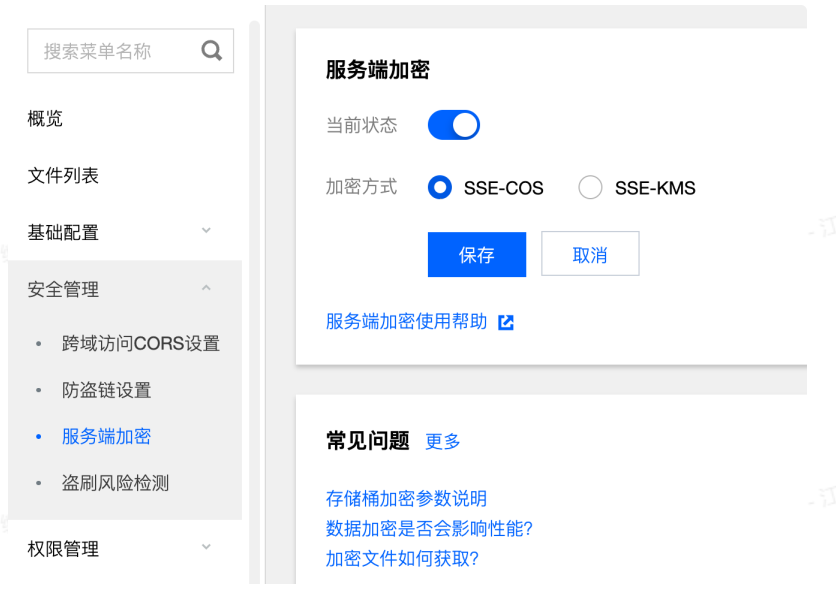 搜索菜单名称
概览
文件列表
基础配置
安全管理
跨域访问CORS设置
防盗链设置
服务端加密
盗刷风险检测
权限管理
服务端加密
当前状态
加密方式 SSE-COS SSE-KMS
保存 取消
服务端加密使用帮助
常见问题 更多
存储桶加密参数说明
数据加密是否会影响性能?
加密文件如何获取?